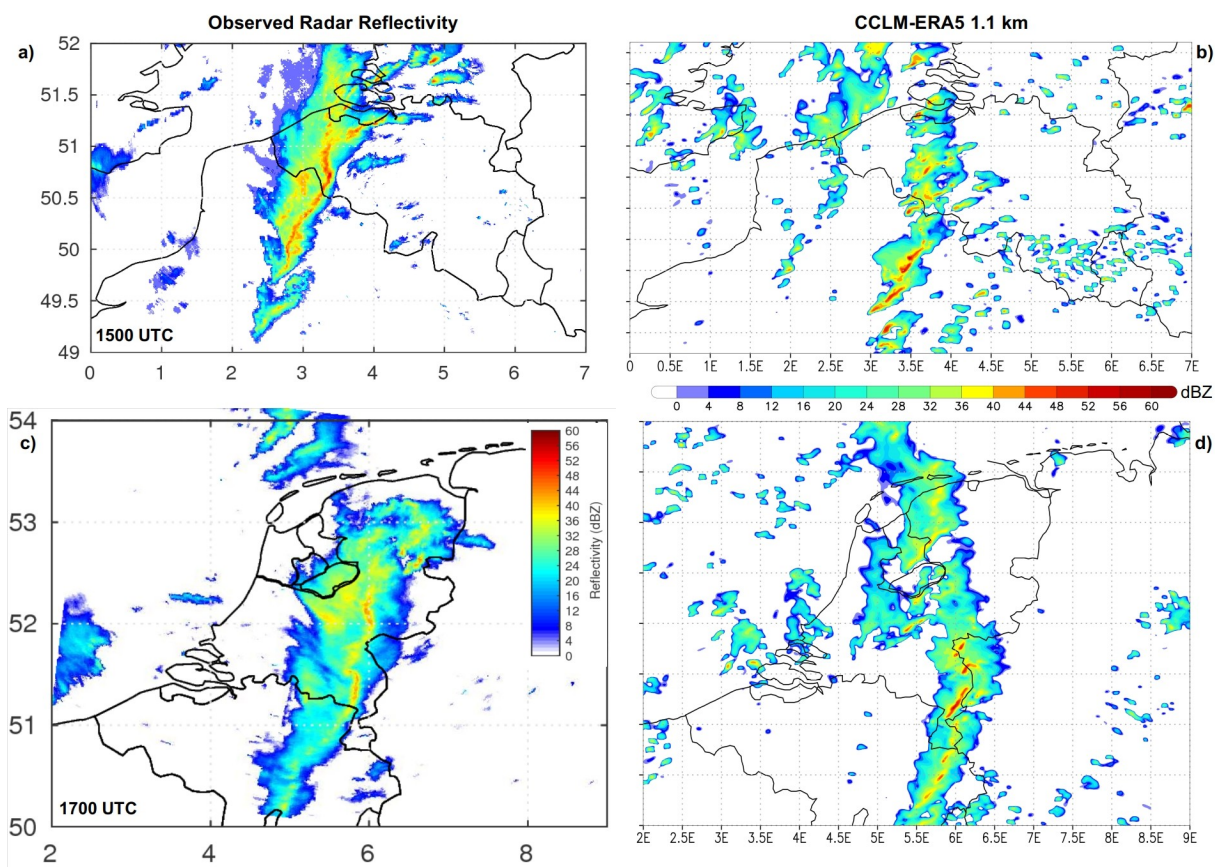 Observed Radar Reflectivity
CCLM-ERA5 1.1 km
a)
52
51.5
51
50.5
50
49.5
49
1500 UTC
0 1 2 3 4 5 6 7
b)
0 0.5E 1E 1.5E 2E 2.5E 3E 3.5E 4E 4.5E 5E 5.5E 6E 6.5E 7E
0 4 8 12 16 20 24 28 32 36 40 44 48 52 56 60
dBZ
c)
54
53
52
51
50
1700 UTC
2 4 6 8
60
56
52
48
44
40
36
32
28
24
20
16
12
8
4
0
Reflectivity (dBZ)
d)
2E 2.5E 3E 3.5E 4E 4.5E 5E 5.5E 6E 6.5E 7E 7.5E 8E 8.5E 9E